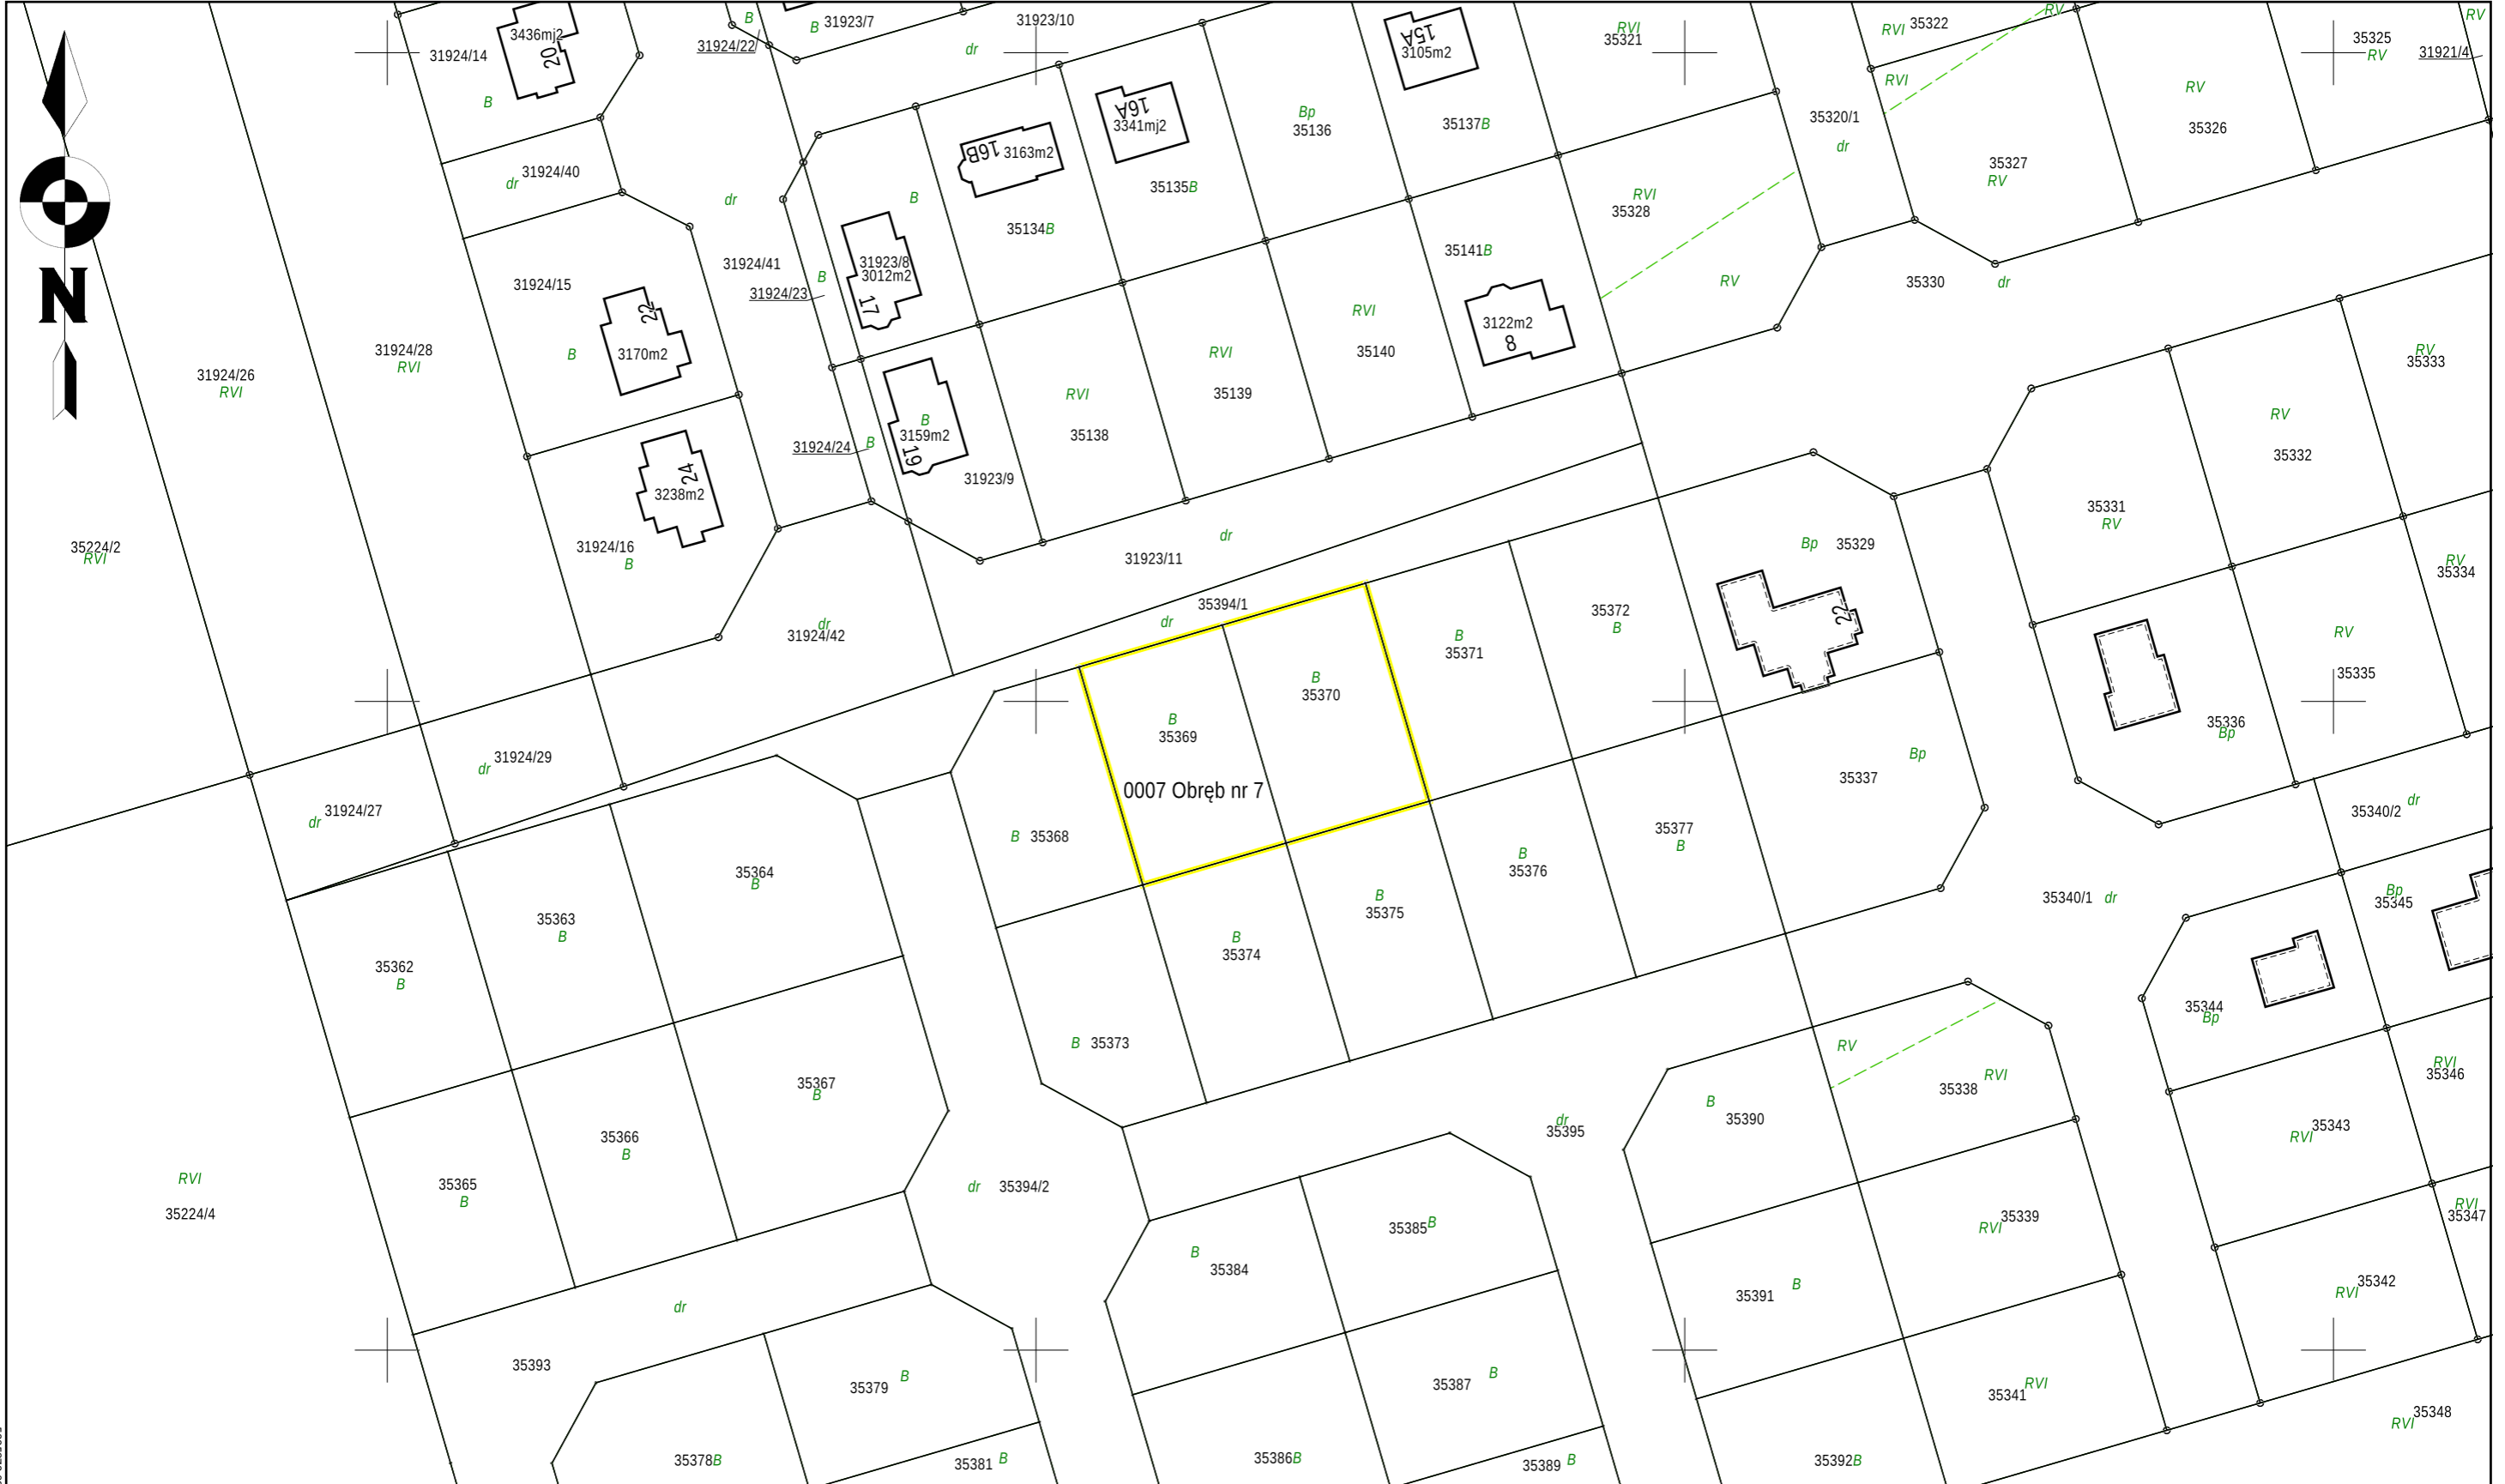 31924/14
B
3436mj2
20
B
31923/7
B
31924/22
31923/10
dr
3105m2
15A
RVI
35321
RVI
35322
RV
35325
RV
RV
31921/4
31924/40
dr
dr
B
16B
3163m2
16A
3341mj2
35135B
Bp
35136
35137B
RVI
35320/1
dr
35327
RV
RV
35326
35134B
RVI
35328
35141B
RV
35330
dr
N
31924/15
22
3170m2
B
31924/41
31924/23
B
31923/8
3012m2
17
RVI
35140
3122m2
8
31924/28
RVI
31924/26
RVI
RVI
35139
RVI
35138
RV
35333
RV
35332
B
3159m2
19
31924/24
B
31923/9
24
3238m2
31924/16
B
35224/2
RVI
31923/11
dr
35331
RV
Bp
35329
22
RV
35334
31924/42
dr
35394/1
dr
B
35369
B
35370
B
35371
35372
B
RV
35335
35336
Bp
31924/29
dr
31924/27
dr
0007 Obręb nr 7
B
35368
35337
Bp
35340/2
dr
35364
B
35363
B
35362
B
35377
B
B
35376
B
35375
B
35374
35340/1
dr
Bp
35345
35344
Bp
B
35373
RV
RVI
35338
RVI
35346
35367
B
35366
B
35365
B
RVI
35224/4
dr
35394/2
dr
35395
B
35390
35343
RVI
RVI
35347
35385B
B
35384
35339
RVI
35391
B
35342
RVI
dr
35393
35379
B
35387
B
35341
RVI
35348
RVI
35378B
35381
B
35386B
35389
B
35392B